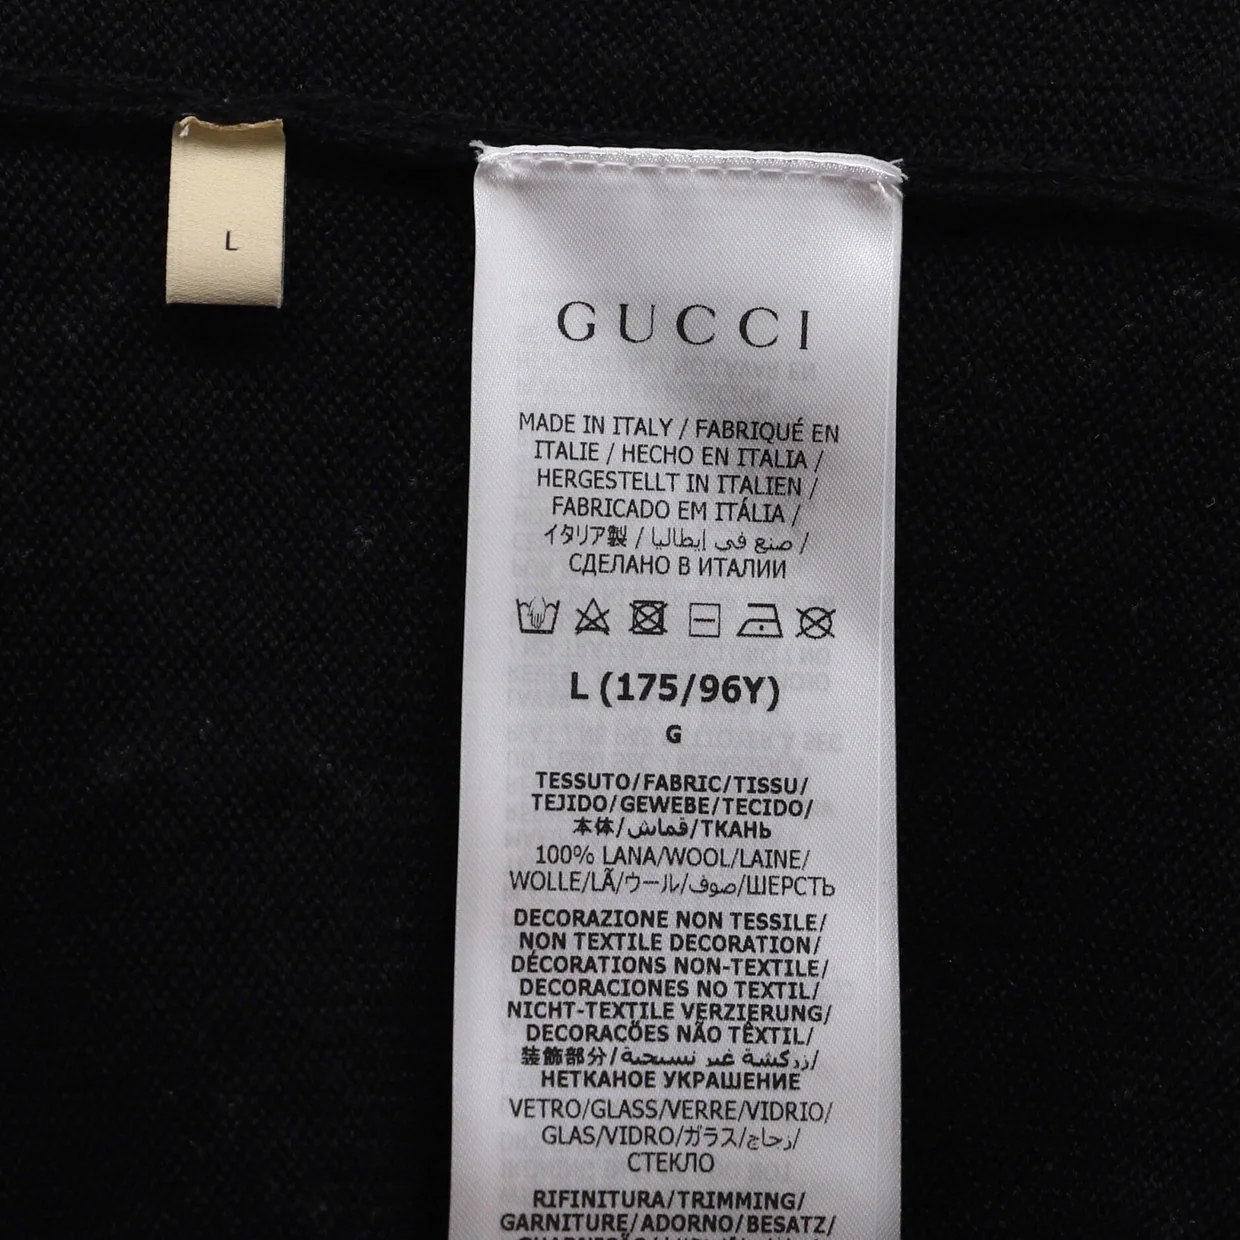 L
GUCCI
MADE IN ITALY / FABRIQUÉ EN
ITALIE / HECHO EN ITALIA /
HERGESTELLT IN ITALIEN /
FABRICADO EM ITÁLIA /
イタリア製 / صنع في إيطاليا /
СДЕЛАНО В ИТАЛИИ
L (175/96Y)
G
TESSUTO/FABRIC/TISSU/
TEJIDO/GEWEBE/TECIDO/
本体/قماش/ТКАНЬ
100% LANA/WOOL/LAINE/
WOLLE/LÃ/ウール/صوف/ШЕРСТЬ
DECORAZIONE NON TESSILE/
NON TEXTILE DECORATION/
DÉCORATIONS NON-TEXTILE/
DECORACIONES NO TEXTIL/
NICHT-TEXTILE VERZIERUNG/
DECORAÇÕES NÃO TÊXTIL/
装飾部分/زركشة غير نسيجية/
НЕТКАНОЕ УКРАШЕНИЕ
VETRO/GLASS/VERRE/VIDRIO/
GLAS/VIDRO/ガラス/زجاج/
СТЕКЛО
RIFINITURA/TRIMMING/
GARNITURE/ADORNO/BESATZ/